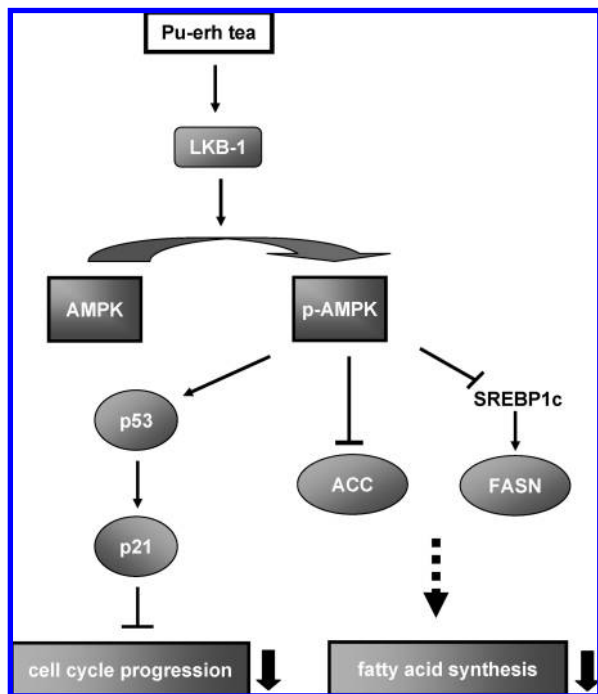 Pu-erh tea
LKB-1
AMPK
p-AMPK
p53
SREBP1c
ACC
FASN
p21
cell cycle progression
fatty acid synthesis